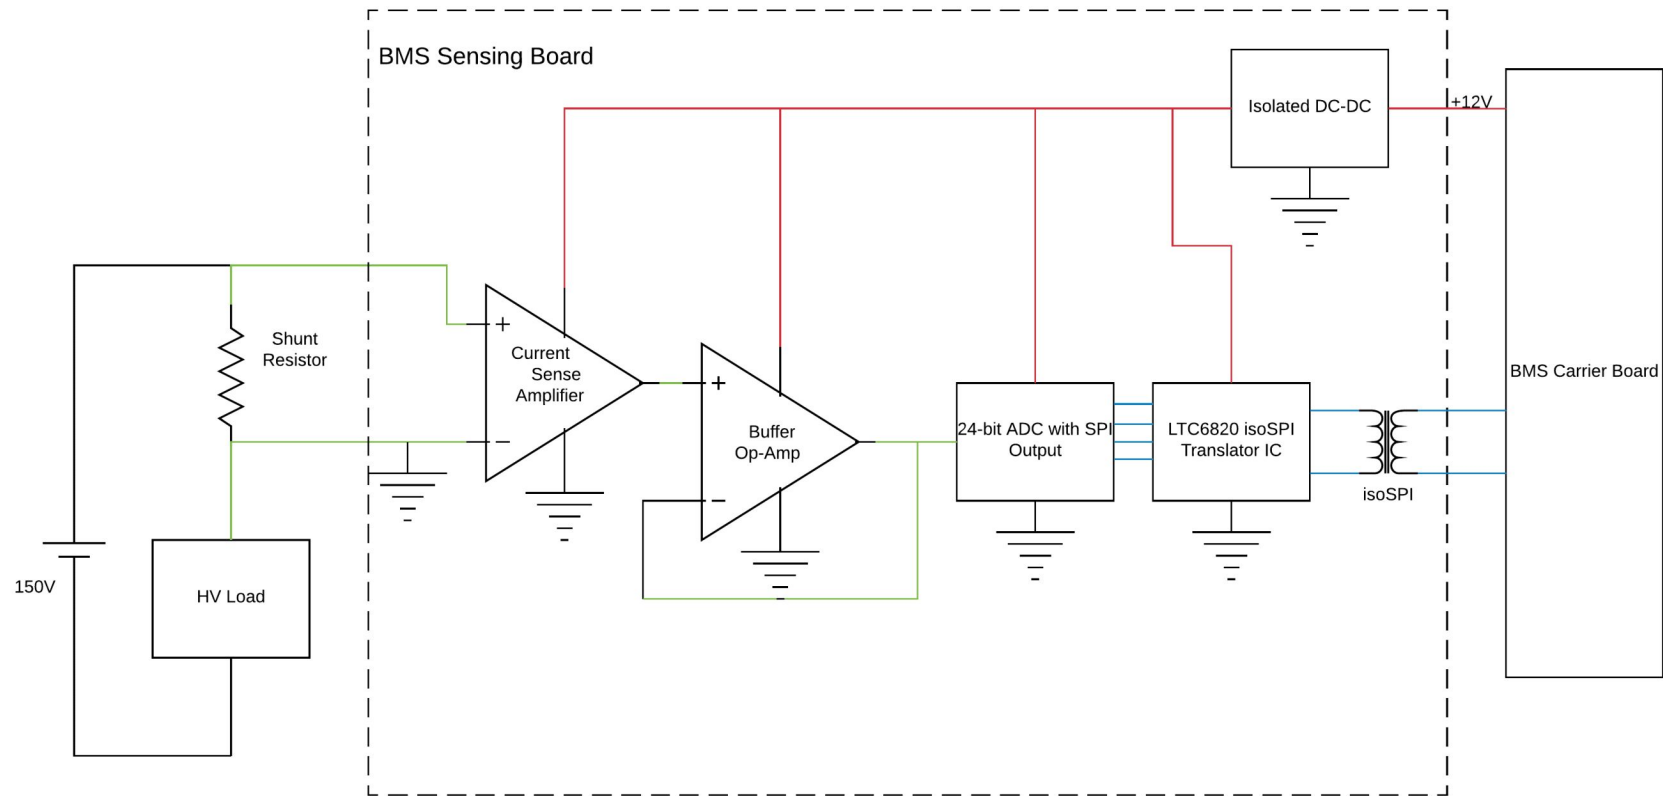 BMS Sensing Board
Isolated DC-DC
+12V
Shunt
Resistor
+
Current
Sense
Amplifier
−
+
Buffer
Op-Amp
−
24-bit ADC with SPI
Output
LTC6820 isoSPI
Translator IC
isoSPI
BMS Carrier Board
150V
HV Load